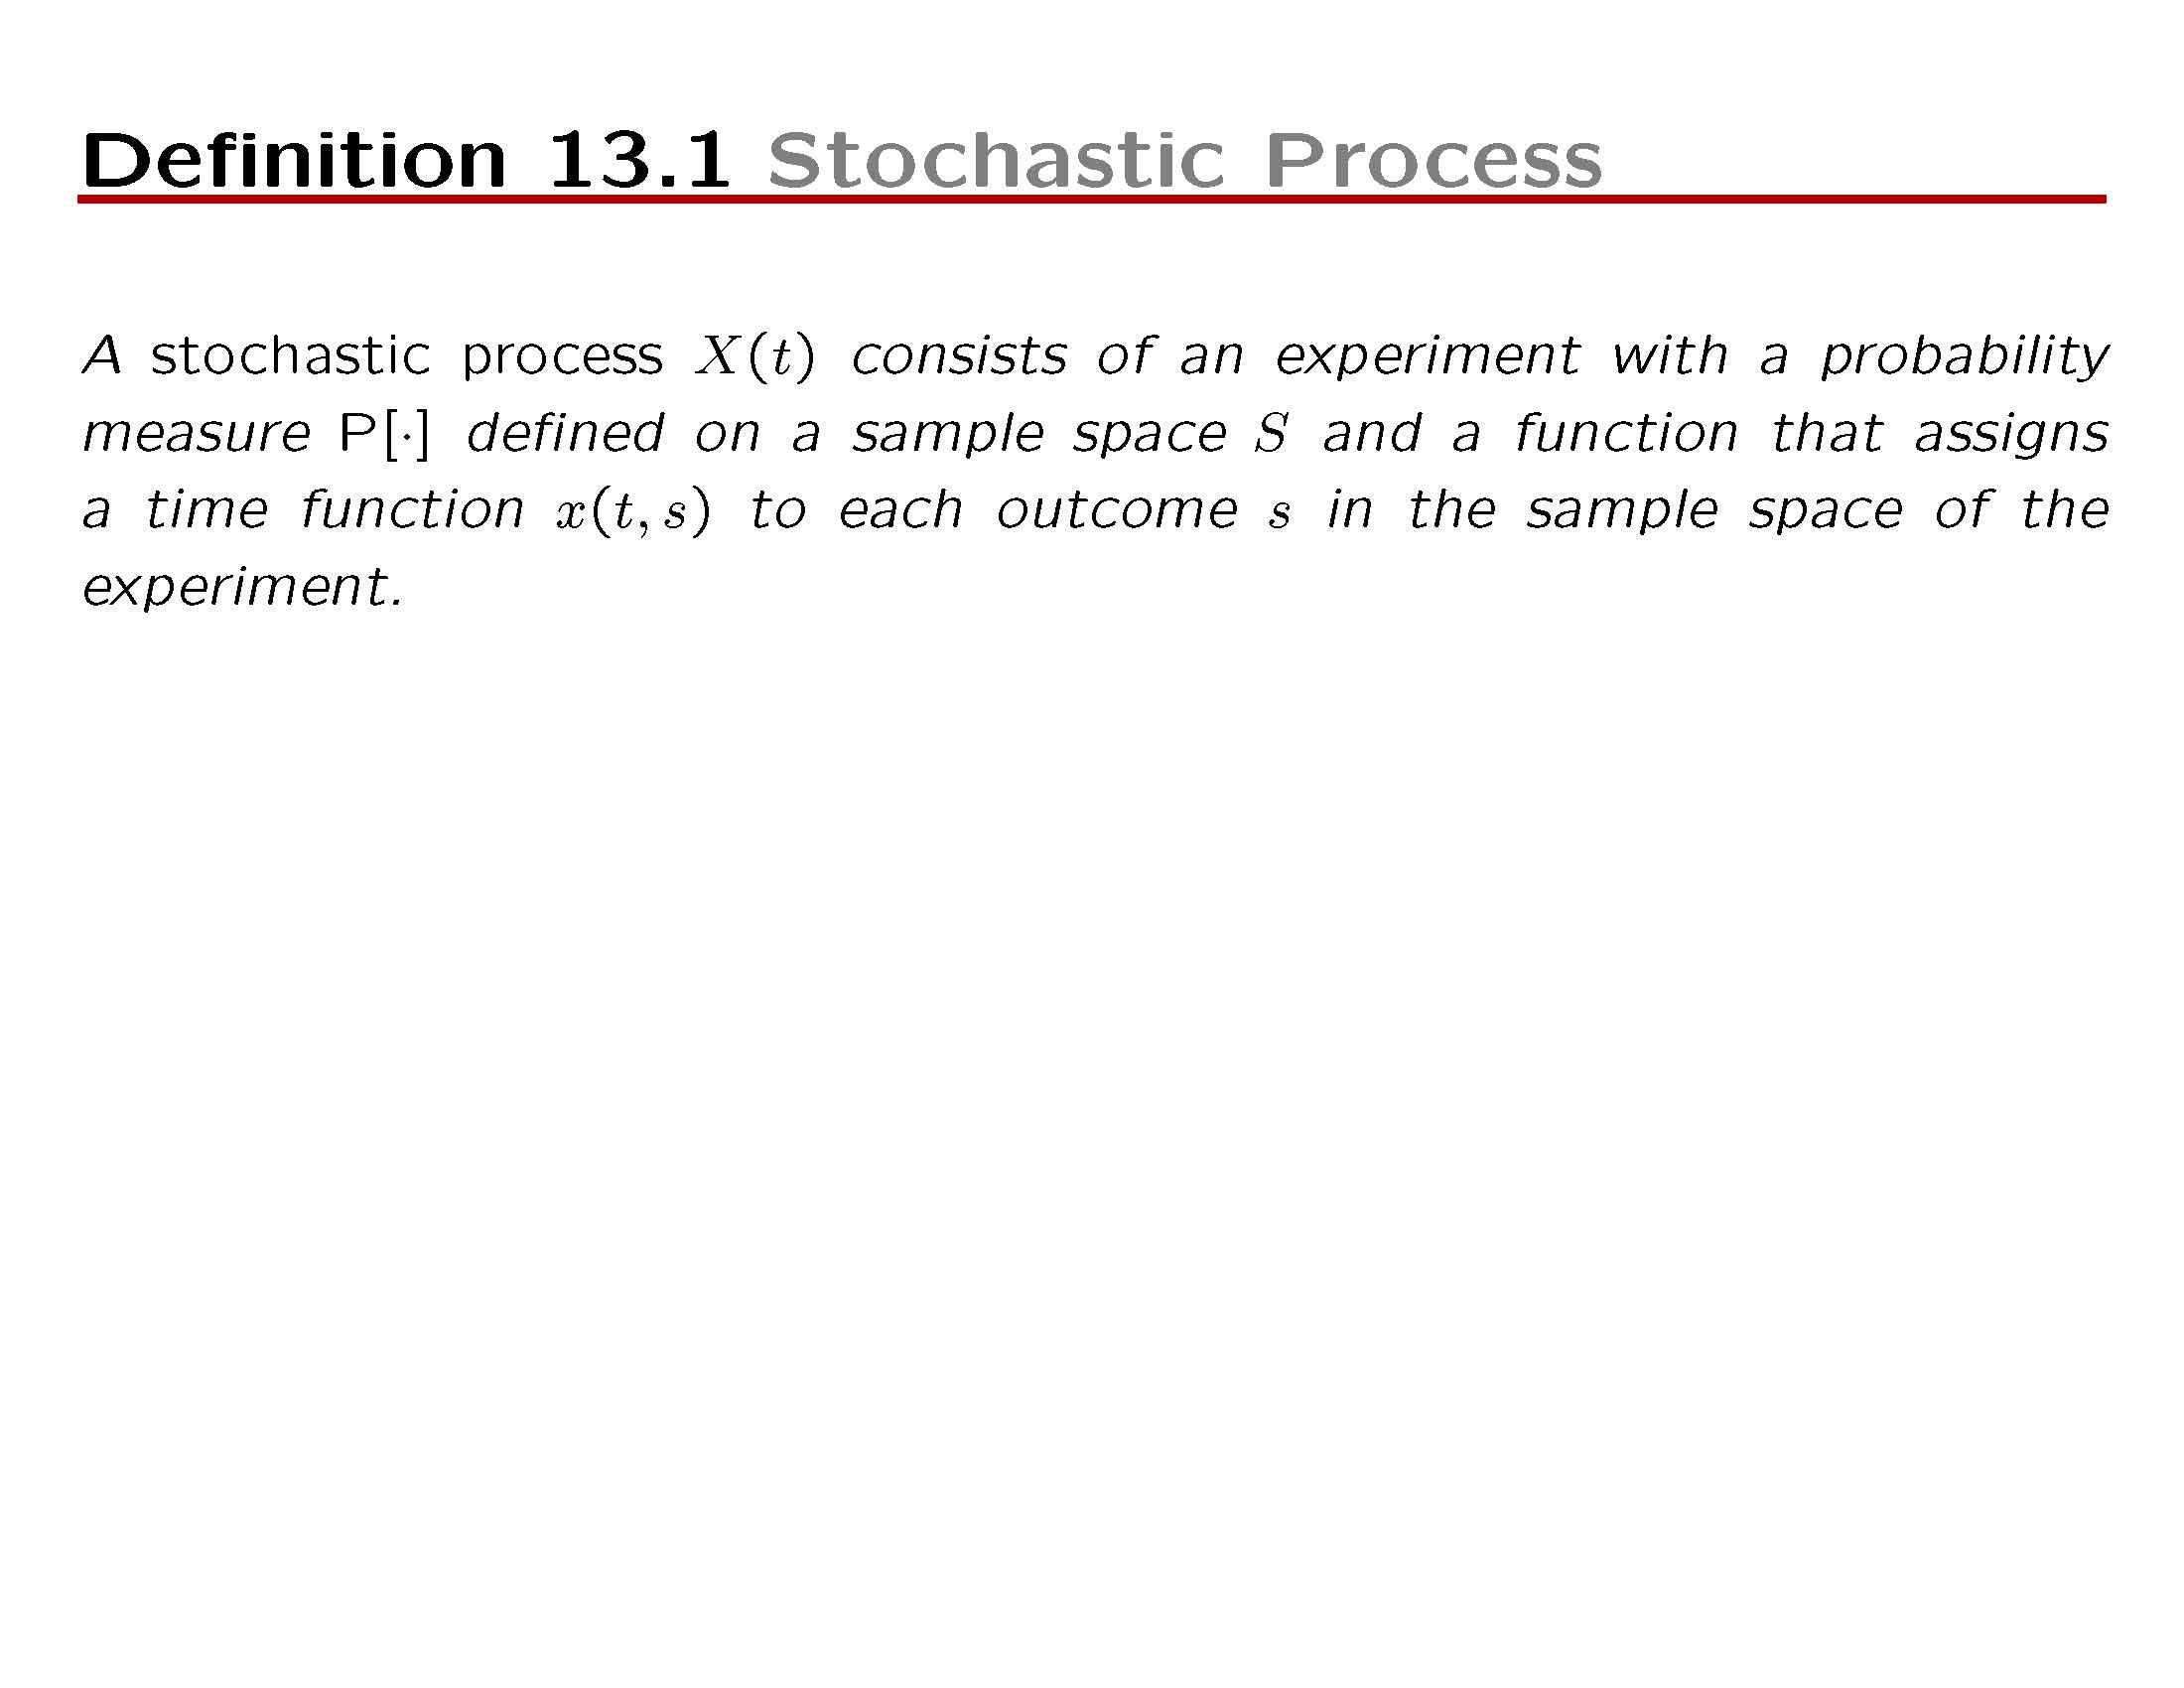 Definition 13.1 Stochastic Process
A stochastic process X(t) consists of an experiment with a probability
measure P[·] defined on a sample space S and a function that assigns
a time function x(t, s) to each outcome s in the sample space of the
experiment.